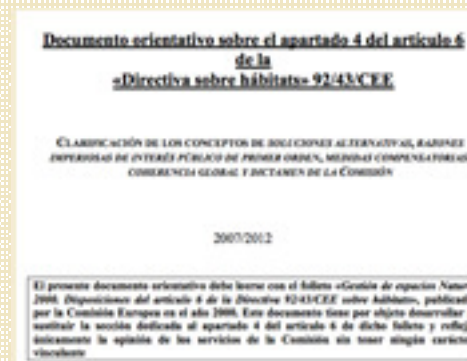 Documento orientativo sobre el apartado 4 del artículo 6
de la
«Directiva sobre hábitats» 92/43/CEE
CLARIFICACIÓN DE LOS CONCEPTOS DE SOLUCIONES ALTERNATIVAS, RAZONES
IMPERIOSAS DE INTERÉS PÚBLICO DE PRIMER ORDEN, MEDIDAS COMPENSATORIAS
COHERENCIA GLOBAL Y DICTAMEN DE LA COMISIÓN
2007/2012
El presente documento orientativo debe leerse con el folleto «Gestión de espacios Natur
2000. Disposiciones del artículo 6 de la Directiva 92/43/CEE sobre hábitats», publicad
por la Comisión Europea en el año 2000. Este documento tiene por objeto desarrollar
sustituir la sección dedicada al apartado 4 del artículo 6 de dicho folleto y reflej
únicamente la opinión de los servicios de la Comisión sin tener ningún carácte
vinculante